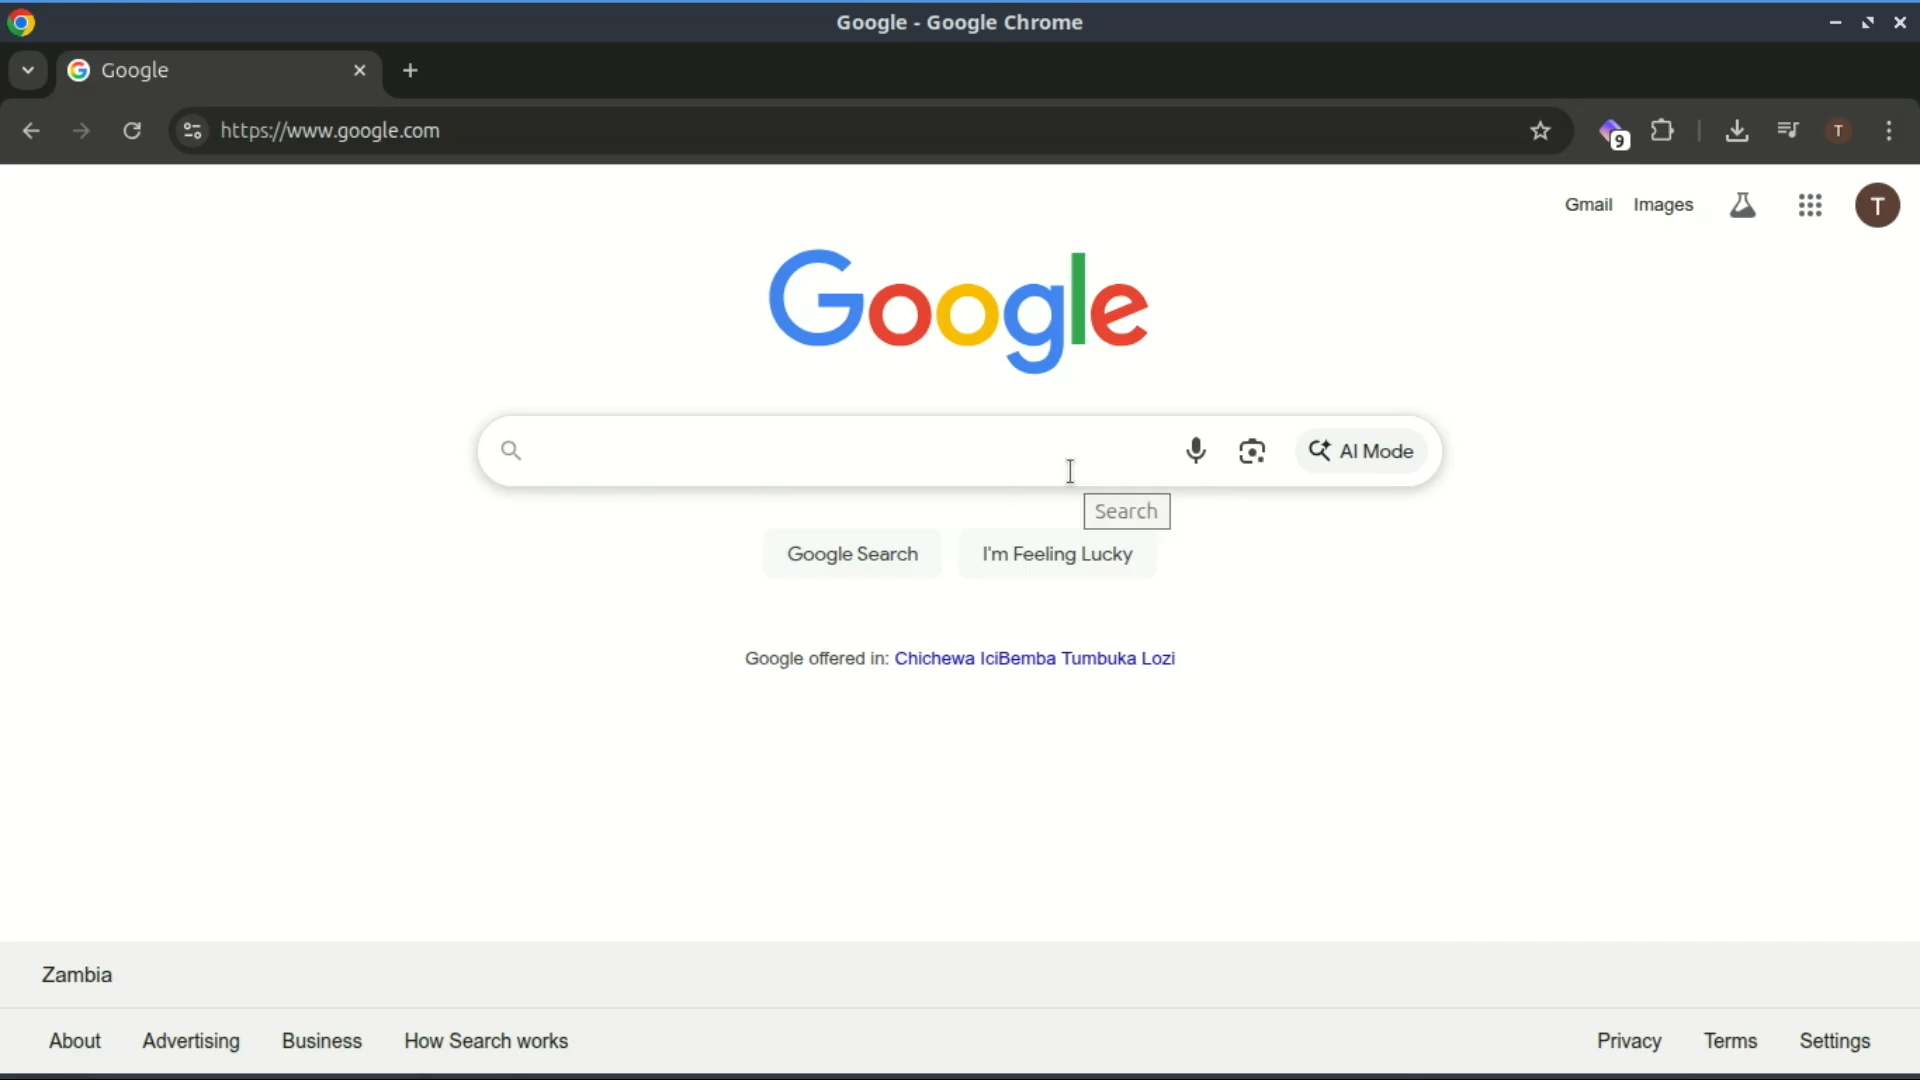 Google - Google Chrome
Google
https://www.google.com
9
T
Gmail
Images
T
Google
AI Mode
Search
Google Search
I'm Feeling Lucky
Google offered in: Chichewa IciBemba Tumbuka Lozi
Zambia
About
Advertising
Business
How Search works
Privacy
Terms
Settings